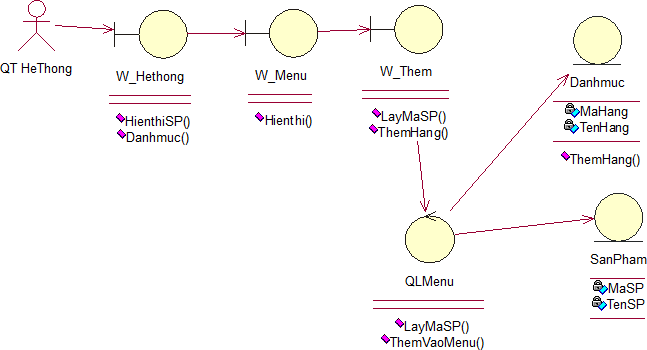 QT HeThong
W_Hethong
HienthiSP()
Danhmuc()
W_Menu
Hienthi()
W_Them
LayMaSP()
ThemHang()
Danhmuc
MaHang
TenHang
ThemHang()
QLMenu
LayMaSP()
ThemVaoMenu()
SanPham
MaSP
TenSP